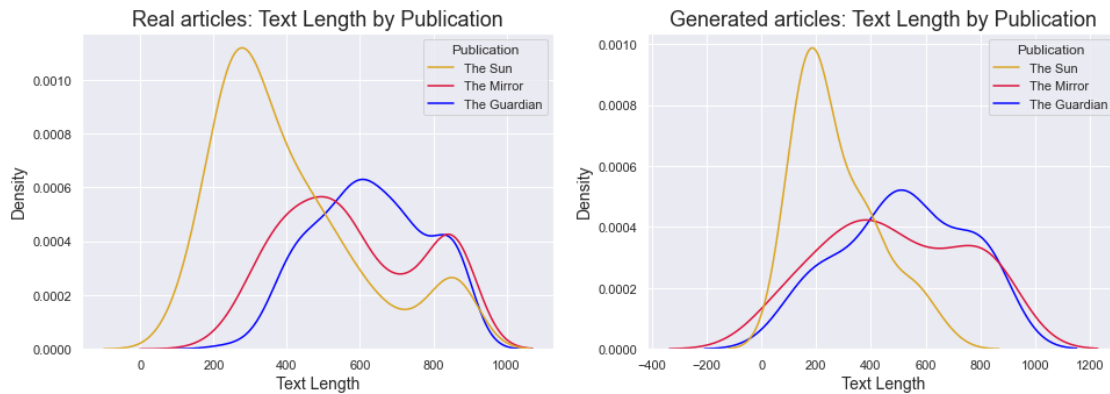 Real articles: Text Length by Publication
Publication
The Sun
The Mirror
The Guardian
0.0010
0.0008
0.0006
0.0004
0.0002
0.0000
Density
0
200
400
600
800
1000
Text Length
Generated articles: Text Length by Publication
Publication
The Sun
The Mirror
The Guardian
0.0010
0.0008
0.0006
0.0004
0.0002
0.0000
Density
−400
−200
0
200
400
600
800
1000
1200
Text Length